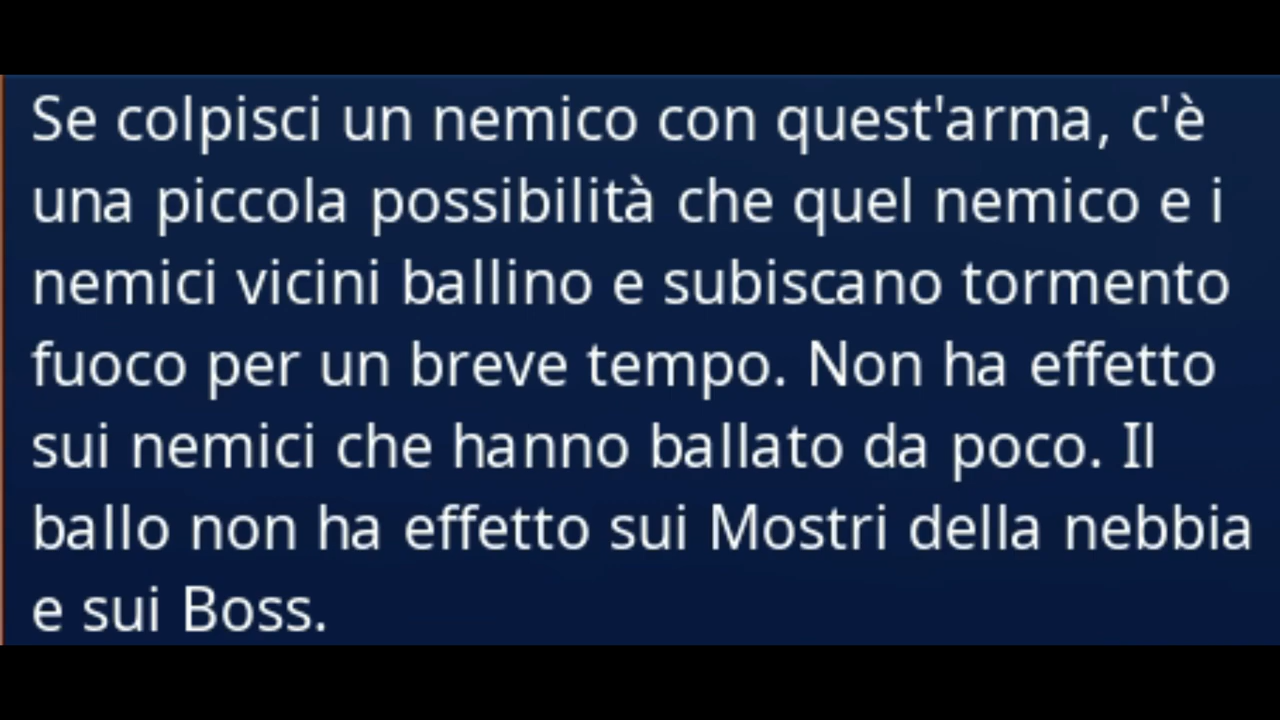 Se colpisci un nemico con quest'arma, c'è
una piccola possibilità che quel nemico e i
nemici vicini ballino e subiscano tormento
fuoco per un breve tempo. Non ha effetto
sui nemici che hanno ballato da poco. Il
ballo non ha effetto sui Mostri della nebbia
e sui Boss.